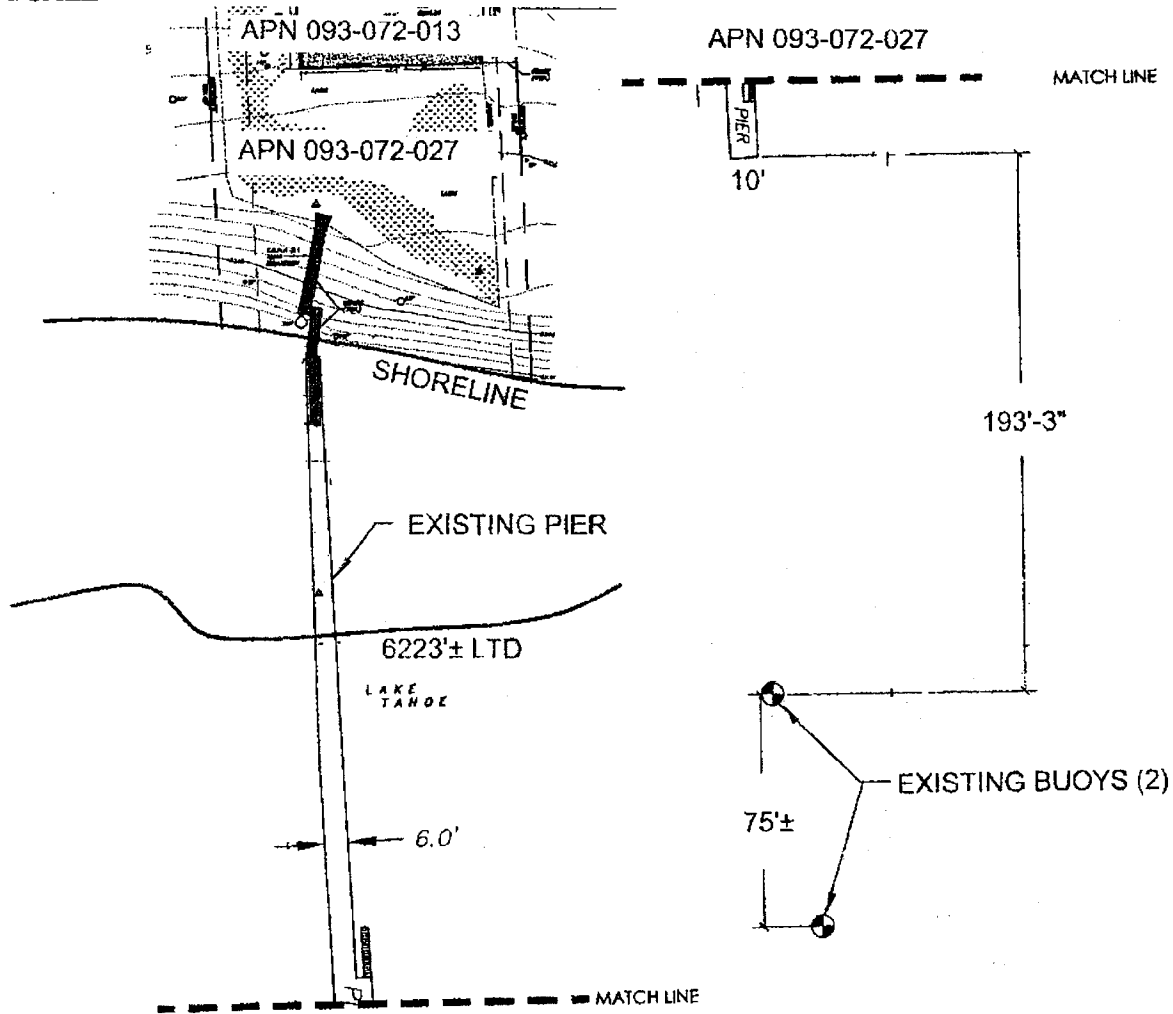 APN 093-072-013
APN 093-072-027
SHORELINE
EXISTING PIER
6223'± LTD
LAKE
TAHOE
6.0'
MATCH LINE
APN 093-072-027
MATCH LINE
PIER
10'
193'-3"
EXISTING BUOYS (2)
75'±